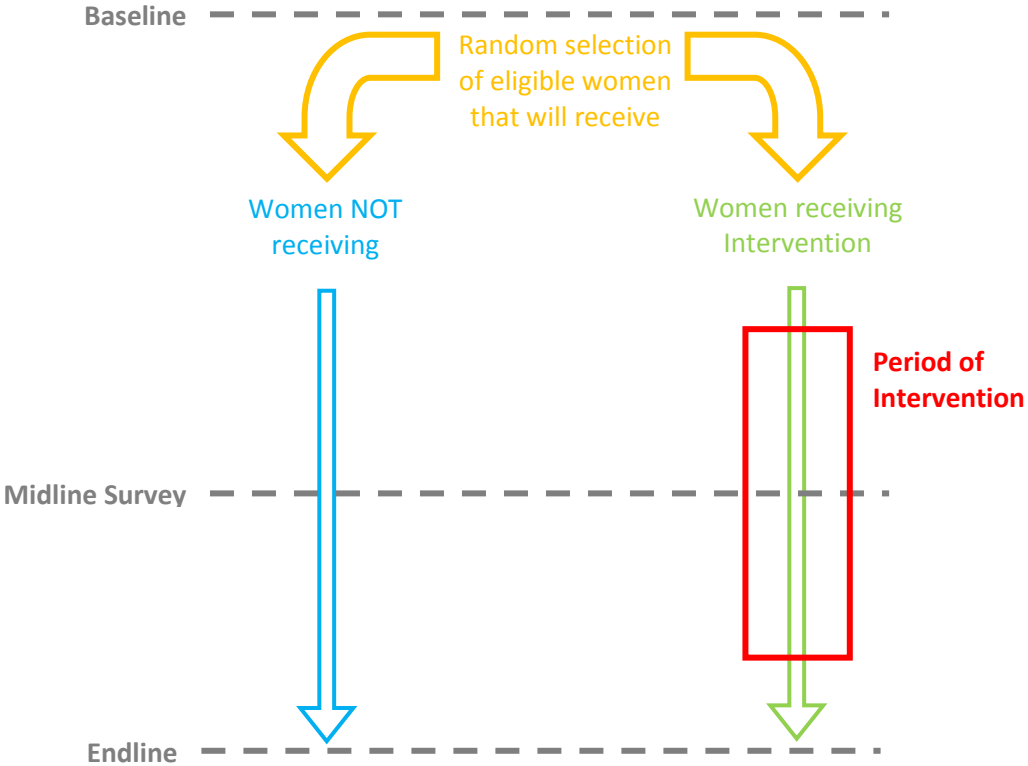 Baseline
Random selection
of eligible women
that will receive
Women NOT
receiving
Women receiving
Intervention
Period of
Intervention
Midline Survey
Endline